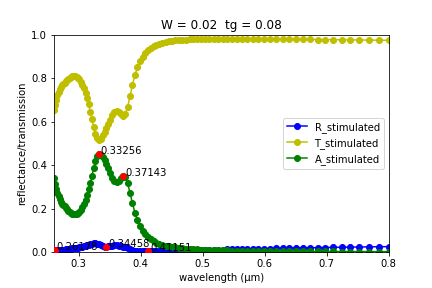 W = 0.02  tg = 0.08
reflectance/transmission
1.0
0.8
0.6
0.4
0.2
0.0
0.33256
0.37143
0.34458
R_stimulated
T_stimulated
A_stimulated
0.3
0.4
0.5
0.6
0.7
0.8
wavelength (μm)